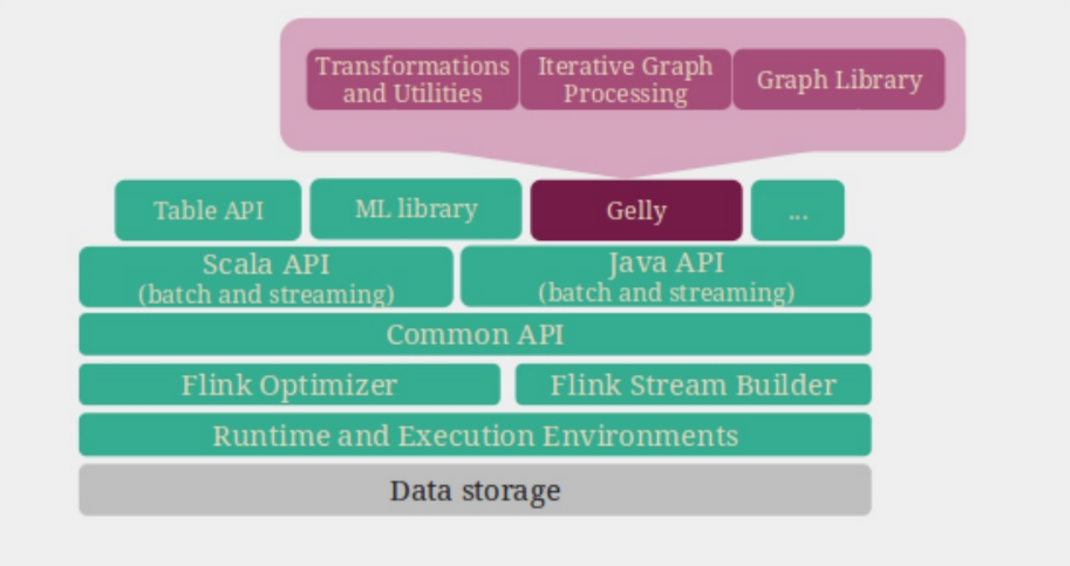 Transformations
and Utilities
Iterative Graph
Processing
Graph Library
Table API
ML library
Gelly
...
Scala API
(batch and streaming)
Java API
(batch and streaming)
Common API
Flink Optimizer
Flink Stream Builder
Runtime and Execution Environments
Data storage